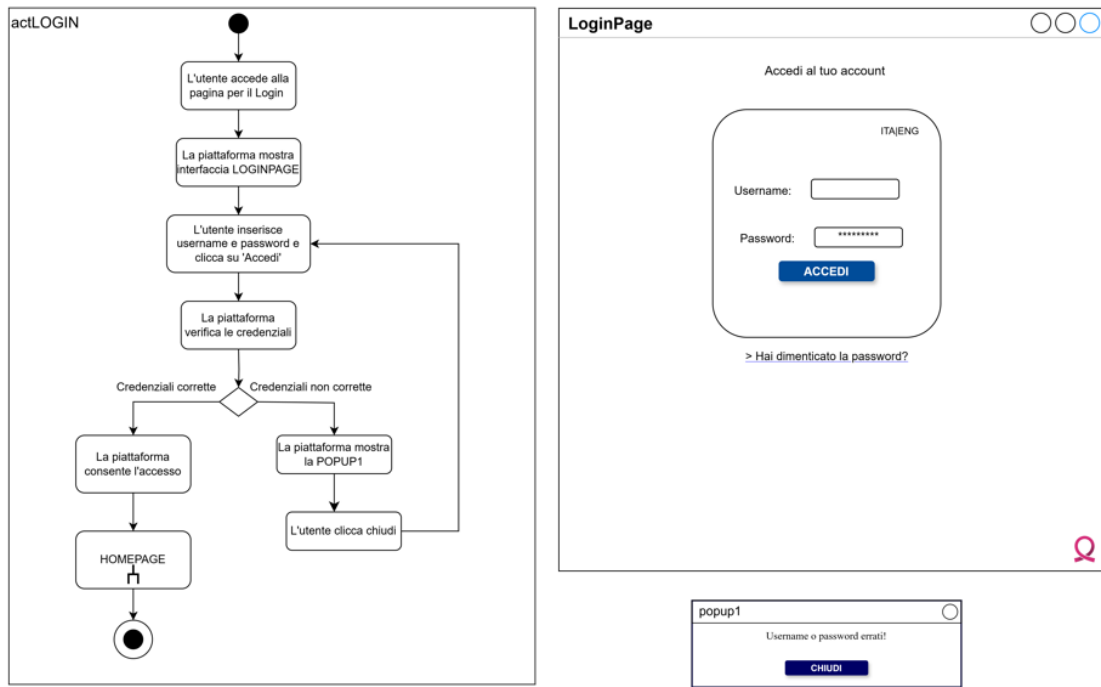 actLOGIN
L'utente accede alla
pagina per il Login
La piattaforma mostra
interfaccia LOGINPAGE
L'utente inserisce
username e password e
clicca su 'Accedi'
La piattaforma
verifica le credenziali
Credenziali corrette
Credenziali non corrette
La piattaforma
consente l'accesso
La piattaforma mostra
la POPUP1
L'utente clicca chiudi
HOMEPAGE
LoginPage
Accedi al tuo account
ITA|ENG
Username:
Password:
*********
ACCEDI
> Hai dimenticato la password?
popup1
Username o password errati!
CHIUDI